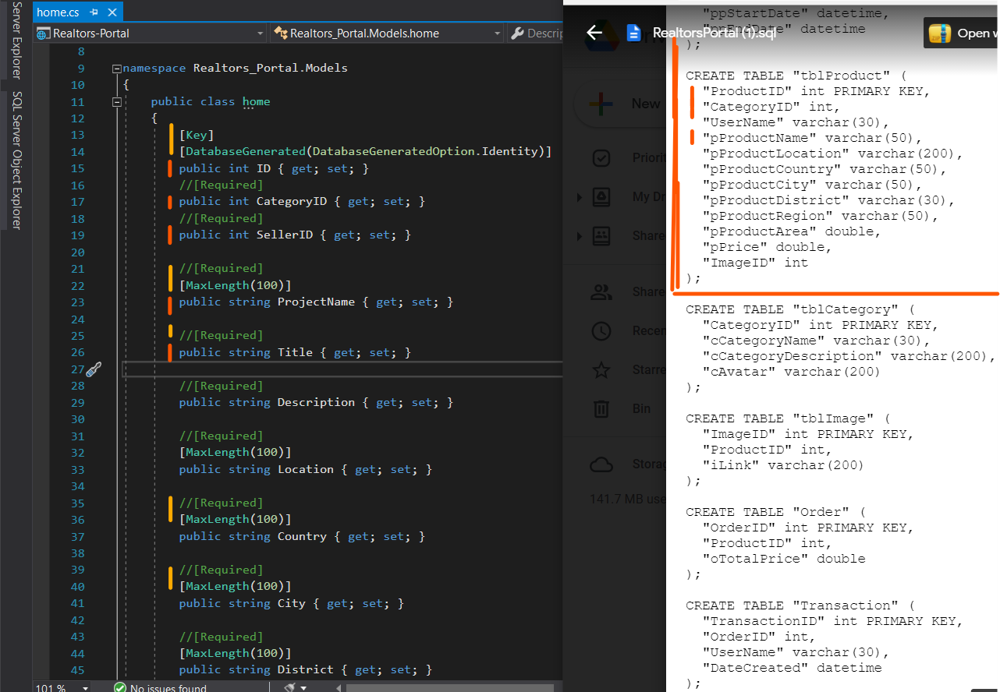 Server Explorer
SQL Server Object Explorer
home.cs
Realtors-Portal
Realtors_Portal.Models.home
Descrip
8
9 namespace Realtors_Portal.Models
10 {
11 public class home
12 {
13 [Key]
14 [DatabaseGenerated(DatabaseGeneratedOption.Identity)]
15 public int ID { get; set; }
16 //[Required]
17 public int CategoryID { get; set; }
18 //[Required]
19 public int SellerID { get; set; }
20
21 //[Required]
22 [MaxLength(100)]
23 public string ProjectName { get; set; }
24
25 //[Required]
26 public string Title { get; set; }
27
28 //[Required]
29 public string Description { get; set; }
30
31 //[Required]
32 [MaxLength(100)]
33 public string Location { get; set; }
34
35 //[Required]
36 [MaxLength(100)]
37 public string Country { get; set; }
38
39 //[Required]
40 [MaxLength(100)]
41 public string City { get; set; }
42
43 //[Required]
44 [MaxLength(100)]
45 public string District { get; set; }
101 %
No issues found
RealtorsPortal (1).sql
Open w
New
Priorit
My Dr
Share
Share
Recen
Starre
Bin
Storag
141.7 MB use
"ppStartDate" datetime,
"ppEndDate" datetime
);
CREATE TABLE "tblProduct" (
"ProductID" int PRIMARY KEY,
"CategoryID" int,
"UserName" varchar(30),
"pProductName" varchar(50),
"pProductLocation" varchar(200),
"pProductCountry" varchar(50),
"pProductCity" varchar(50),
"pProductDistrict" varchar(30),
"pProductRegion" varchar(50),
"pProductArea" double,
"pPrice" double,
"ImageID" int
);
CREATE TABLE "tblCategory" (
"CategoryID" int PRIMARY KEY,
"cCategoryName" varchar(30),
"cCategoryDescription" varchar(200),
"cAvatar" varchar(200)
);
CREATE TABLE "tblImage" (
"ImageID" int PRIMARY KEY,
"ProductID" int,
"iLink" varchar(200)
);
CREATE TABLE "Order" (
"OrderID" int PRIMARY KEY,
"ProductID" int,
"oTotalPrice" double
);
CREATE TABLE "Transaction" (
"TransactionID" int PRIMARY KEY,
"OrderID" int,
"UserName" varchar(30),
"DateCreated" datetime
);